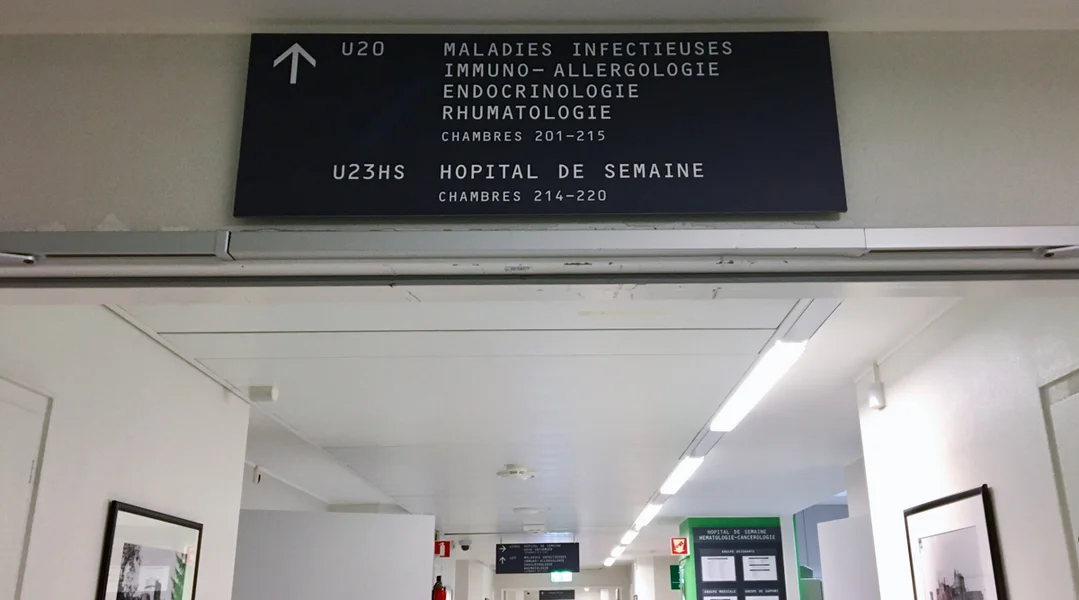 U20 MALADIES INFECTIEUSES
IMMUNO-ALLERGOLOGIE
ENDOCRINOLOGIE
RHUMATOLOGIE
CHAMBRES 201-215
U23HS HOPITAL DE SEMAINE
CHAMBRES 214-220
HOPITAL DE SEMAINE
HEMATOLOGIE-CANCEROLOGIE